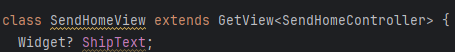 class SendHomeView extends GetView<SendHomeController> {
Widget? ShipText;